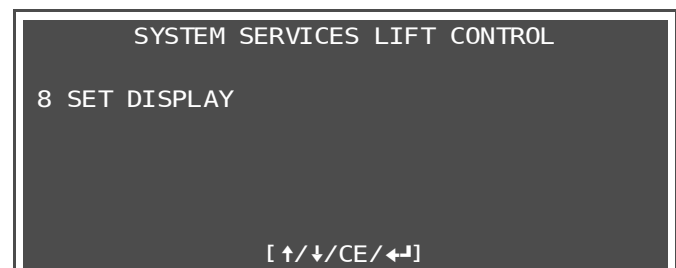 SYSTEM SERVICES LIFT CONTROL
8 SET DISPLAY
[↑/↓/CE/↵]